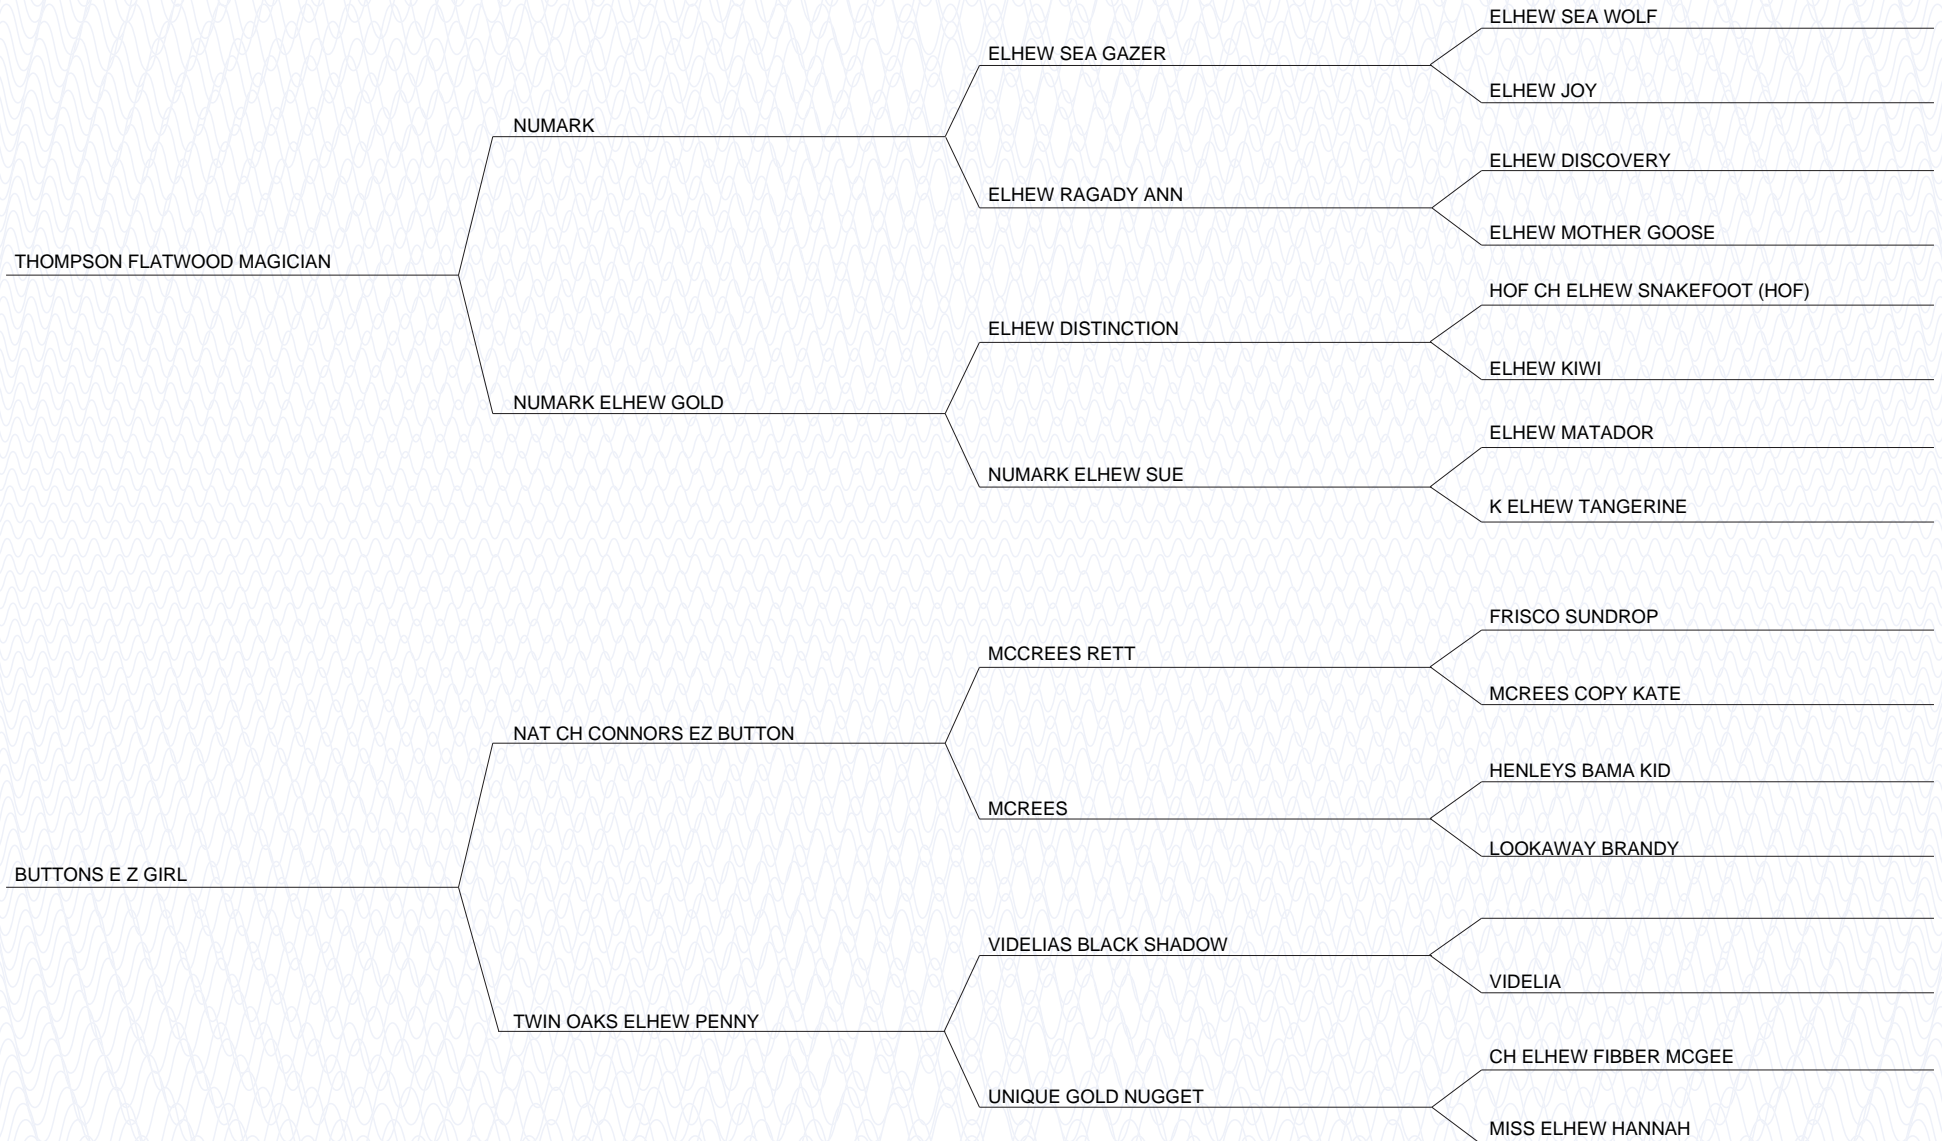 ELHEW SEA WOLF
ELHEW SEA GAZER
ELHEW JOY
NUMARK
ELHEW DISCOVERY
ELHEW RAGADY ANN
ELHEW MOTHER GOOSE
THOMPSON FLATWOOD MAGICIAN
HOF CH ELHEW SNAKEFOOT (HOF)
ELHEW DISTINCTION
ELHEW KIWI
NUMARK ELHEW GOLD
ELHEW MATADOR
NUMARK ELHEW SUE
K ELHEW TANGERINE
FRISCO SUNDROP
MCCREES RETT
MCREES COPY KATE
NAT CH CONNORS EZ BUTTON
HENLEYS BAMA KID
MCREES
LOOKAWAY BRANDY
BUTTONS E Z GIRL
VIDELIAS BLACK SHADOW
VIDELIA
TWIN OAKS ELHEW PENNY
CH ELHEW FIBBER MCGEE
UNIQUE GOLD NUGGET
MISS ELHEW HANNAH